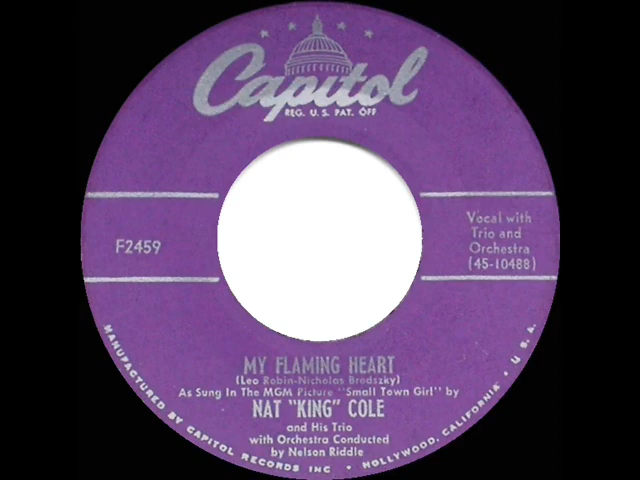 Capitol
REG. U.S. PAT. OFF
F2459
Vocal with
Trio and
Orchestra
(45-10488)
MY FLAMING HEART
(Leo Robin-Nicholas Brodszky)
As Sung In The MGM Picture "Small Town Girl" by
NAT "KING" COLE
and His Trio
with Orchestra Conducted
by Nelson Riddle
MANUFACTURED BY CAPITOL RECORDS INC • HOLLYWOOD, CALIFORNIA • U.S.A.